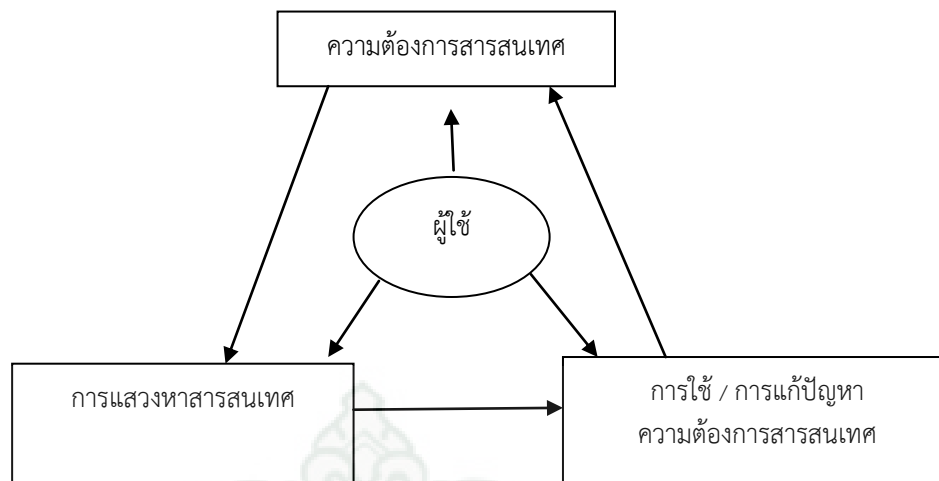 ความต้องการสารสนเทศ
ผู้ใช้
การแสวงหาสารสนเทศ
การใช้ / การแก้ปัญหา
ความต้องการสารสนเทศ